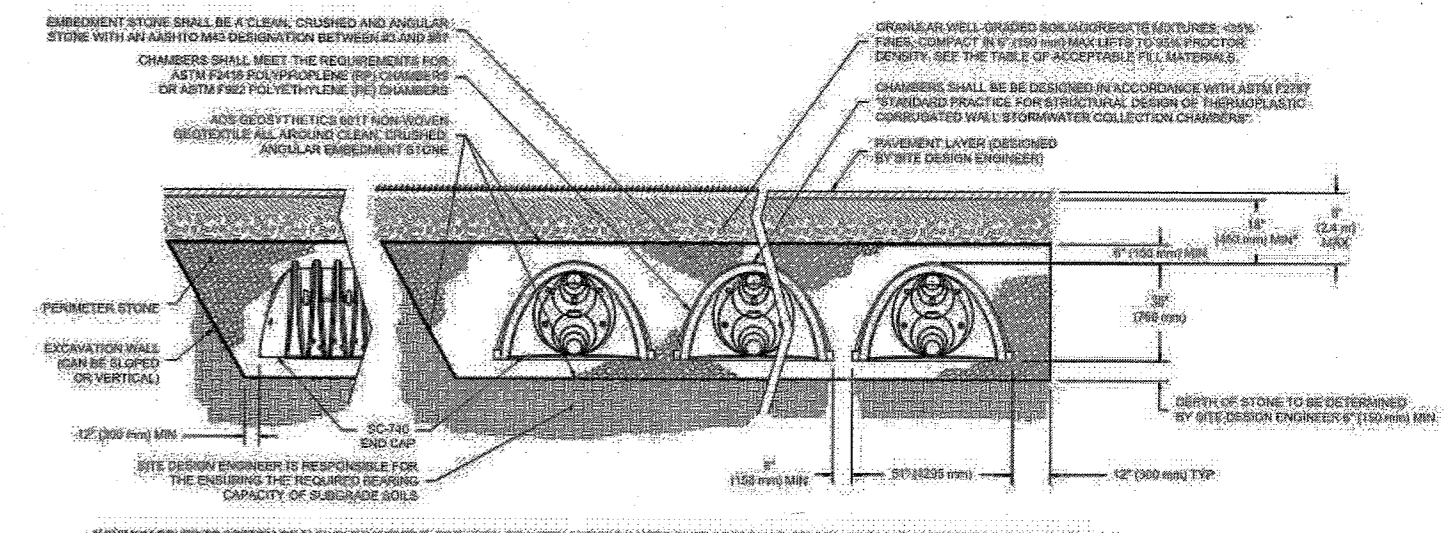 EMBEDMENT STONE SHALL BE A CLEAN, CRUSHED AND ANGULAR
STONE WITH AN AASHTO M43 DESIGNATION BETWEEN #3 AND #57
CHAMBERS SHALL MEET THE REQUIREMENTS FOR
ASTM F2418 POLYPROPLENE (PP) CHAMBERS
OR ASTM F922 POLYETHYLENE (PE) CHAMBERS
ADS GEOSYTHETICS 601T NON-WOVEN
GEOTEXTILE ALL AROUND CLEAN, CRUSHED,
ANGULAR EMBEDMENT STONE
GRANULAR WELL-GRADED SOIL/AGGREGATE MIXTURES, <35%
FINES, COMPACT IN 6" (150 mm) MAX LIFTS TO 95% PROCTOR
DENSITY. SEE THE TABLE OF ACCEPTABLE FILL MATERIALS.
CHAMBERS SHALL BE BE DESIGNED IN ACCORDANCE WITH ASTM F2787
"STANDARD PRACTICE FOR STRUCTURAL DESIGN OF THERMOPLASTIC
CORRUGATED WALL STORMWATER COLLECTION CHAMBERS".
PAVEMENT LAYER (DESIGNED
BY SITE DESIGN ENGINEER)
8'
(2.4 m)
MAX
18"
(450 mm) MIN*
6" (150 mm) MIN
30"
(760 mm)
PERIMETER STONE
EXCAVATION WALL
(CAN BE SLOPED
OR VERTICAL)
DEPTH OF STONE TO BE DETERMINED
BY SITE DESIGN ENGINEER 6" (150 mm) MIN
12" (300 mm) MIN
SC-740
END CAP
SITE DESIGN ENGINEER IS RESPONSIBLE FOR
THE ENSURING THE REQUIRED BEARING
CAPACITY OF SUBGRADE SOILS
6"
(150 mm) MIN
51" (1295 mm)
12" (300 mm) TYP